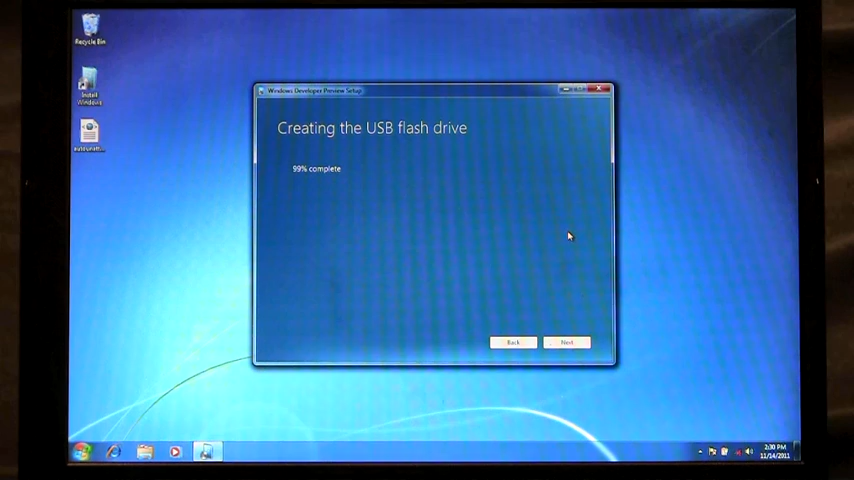 Recycle Bin
Install
Windows
autounatt...
Windows Developer Preview Setup
Creating the USB flash drive
99% complete
Back
Next
2:30 PM
11/14/2011